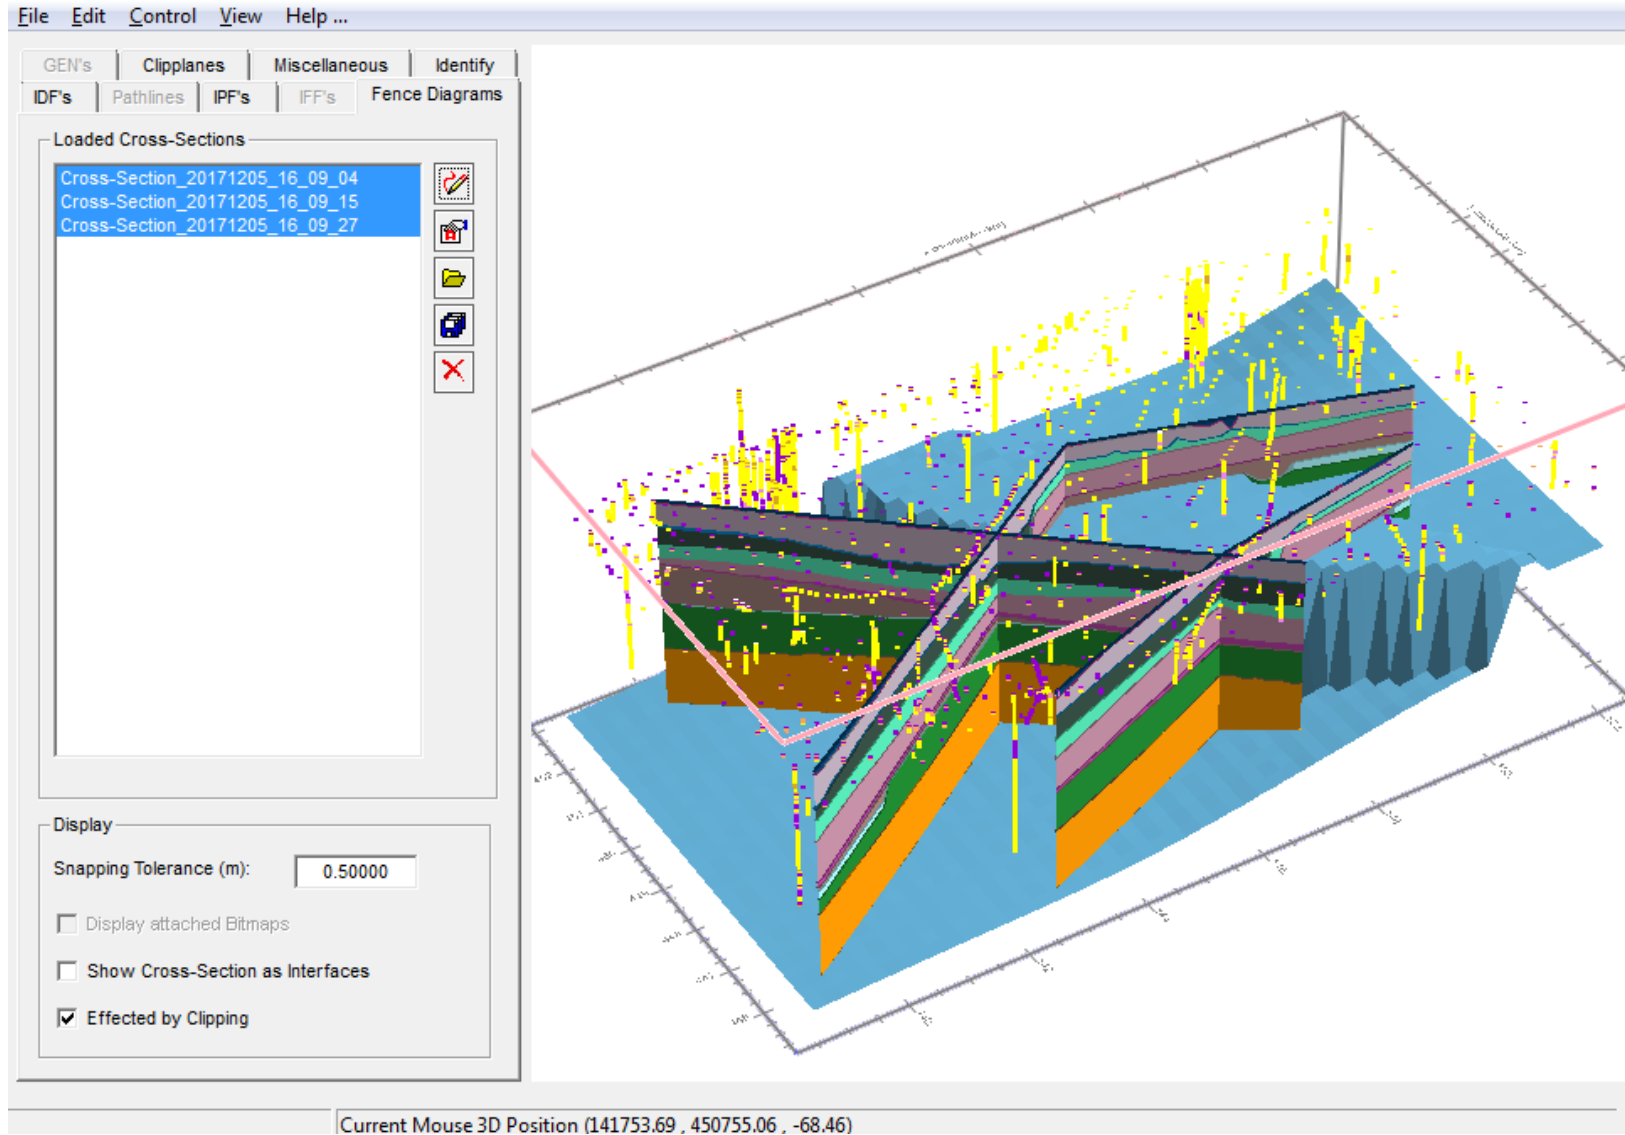 File Edit Control View Help ...
GEN's Clipplanes Miscellaneous Identify
IDF's Pathlines IPF's IFF's Fence Diagrams
Loaded Cross-Sections
Cross-Section_20171205_16_09_04
Cross-Section_20171205_16_09_15
Cross-Section_20171205_16_09_27
Display
Snapping Tolerance (m): 0.50000
Display attached Bitmaps
Show Cross-Section as Interfaces
Effected by Clipping
Current Mouse 3D Position (141753.69 , 450755.06 , -68.46)